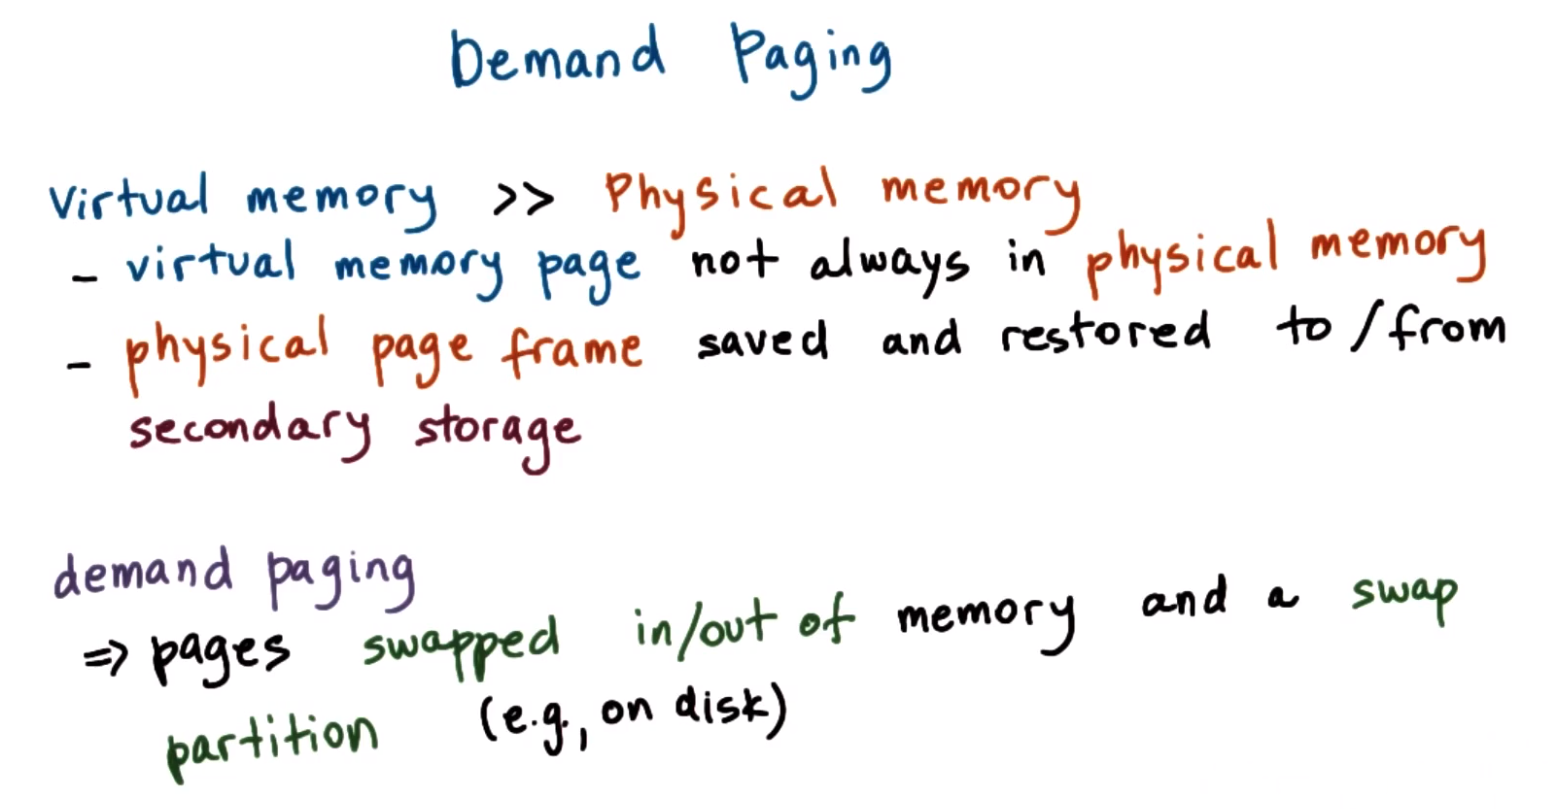 Demand Paging
Virtual memory >> Physical memory
- virtual memory page not always in physical memory
- physical page frame saved and restored to/from
secondary storage
demand paging
=> pages swapped in/out of memory and a swap
partition (e.g., on disk)